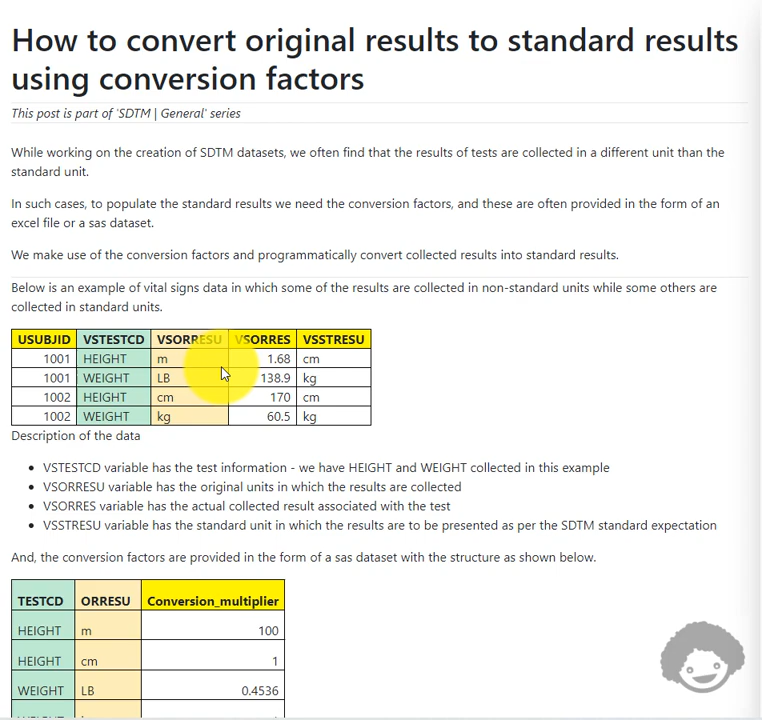 How to convert original results to standard results
using conversion factors
This post is part of 'SDTM | General' series
While working on the creation of SDTM datasets, we often find that the results of tests are collected in a different unit than the
standard unit.
In such cases, to populate the standard results we need the conversion factors, and these are often provided in the form of an
excel file or a sas dataset.
We make use of the conversion factors and programmatically convert collected results into standard results.
Below is an example of vital signs data in which some of the results are collected in non-standard units while some others are
collected in standard units.
USUBJID VSTESTCD VSORRESU VSORRES VSSTRESU
1001 HEIGHT m 1.68 cm
1001 WEIGHT LB 138.9 kg
1002 HEIGHT cm 170 cm
1002 WEIGHT kg 60.5 kg
Description of the data
• VSTESTCD variable has the test information - we have HEIGHT and WEIGHT collected in this example
• VSORRESU variable has the original units in which the results are collected
• VSORRES variable has the actual collected result associated with the test
• VSSTRESU variable has the standard unit in which the results are to be presented as per the SDTM standard expectation
And, the conversion factors are provided in the form of a sas dataset with the structure as shown below.
TESTCD ORRESU Conversion_multiplier
HEIGHT m 100
HEIGHT cm 1
WEIGHT LB 0.4536